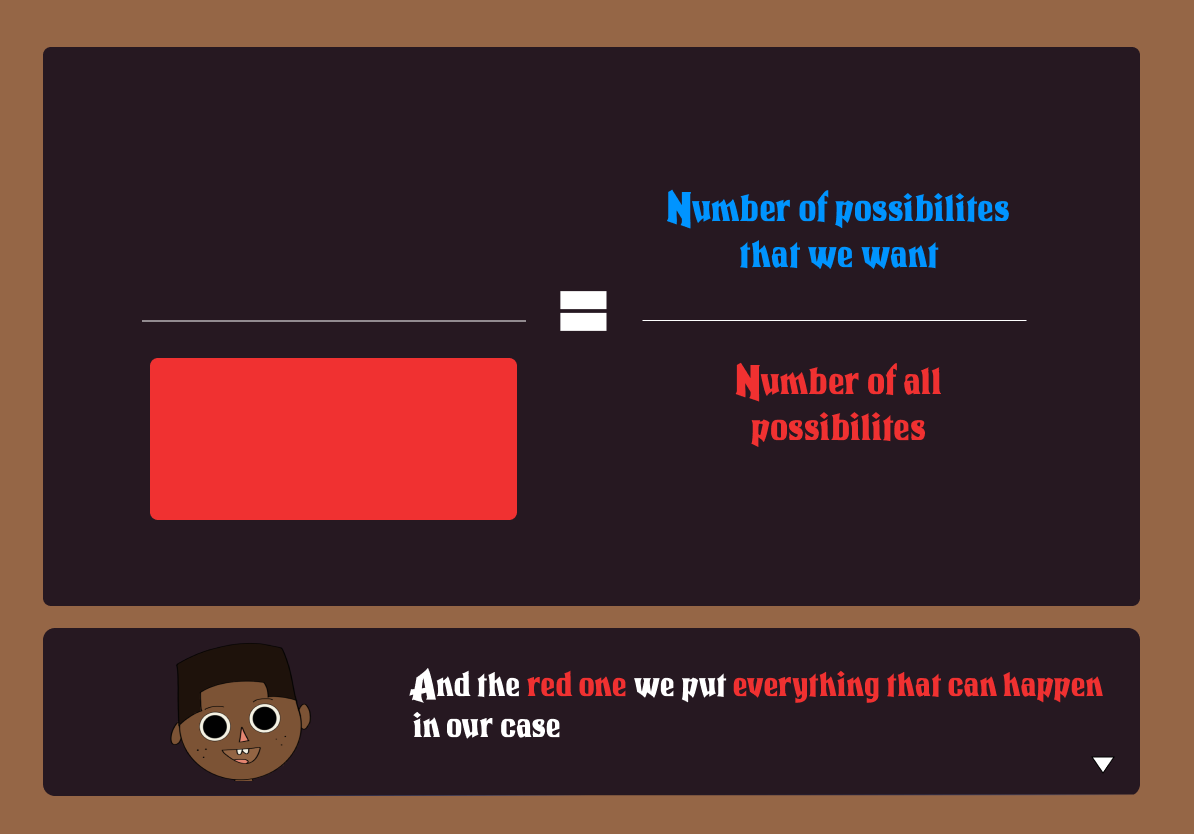 Number of possibilites
that we want
Number of all
possibilites
And the red one we put everything that can happen
in our case